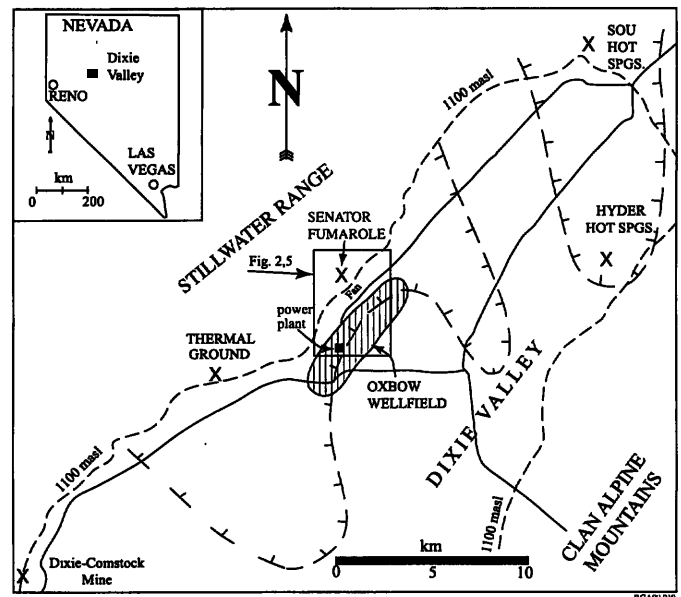 NEVADA
Dixie
Valley
RENO
N
LAS
VEGAS
km
0 200
N
SOU
HOT
SPGS.
1100 masl
STILLWATER RANGE
SENATOR
FUMAROLE
HYDER
HOT SPGS.
Fig. 2,5
Fan
power
plant
THERMAL
GROUND
OXBOW
WELLFIELD
DIXIE VALLEY
1100 masl
1100 masl
CLAN ALPINE
MOUNTAINS
km
0 5 10
Dixie-Comstock
Mine